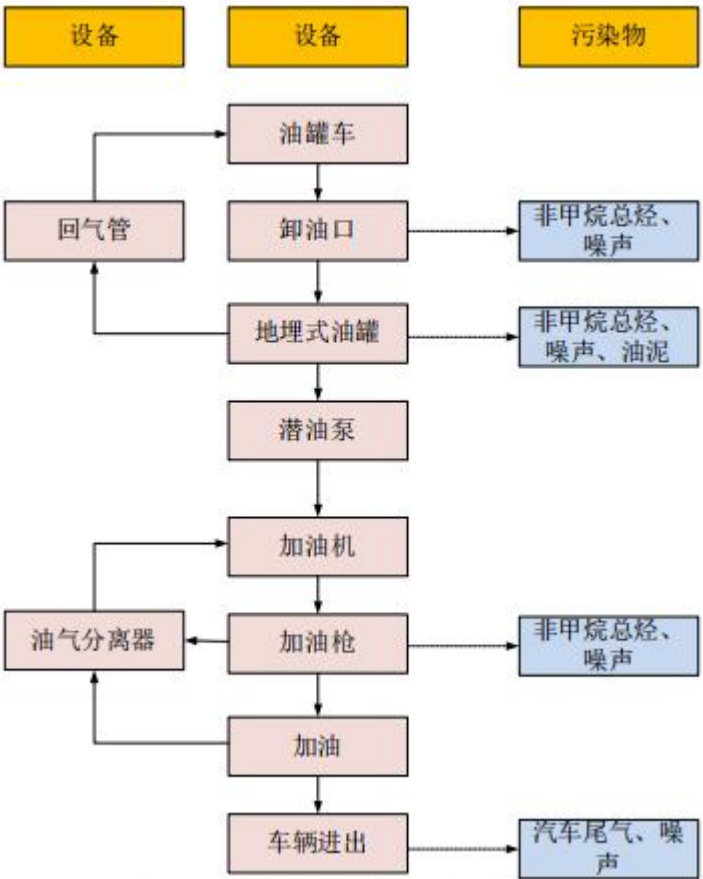 设备
设备
污染物
油罐车
回气管
卸油口
非甲烷总烃、
噪声
地埋式油罐
非甲烷总烃、
噪声、油泥
潜油泵
加油机
油气分离器
加油枪
非甲烷总烃、
噪声
加油
车辆进出
汽车尾气、噪
声